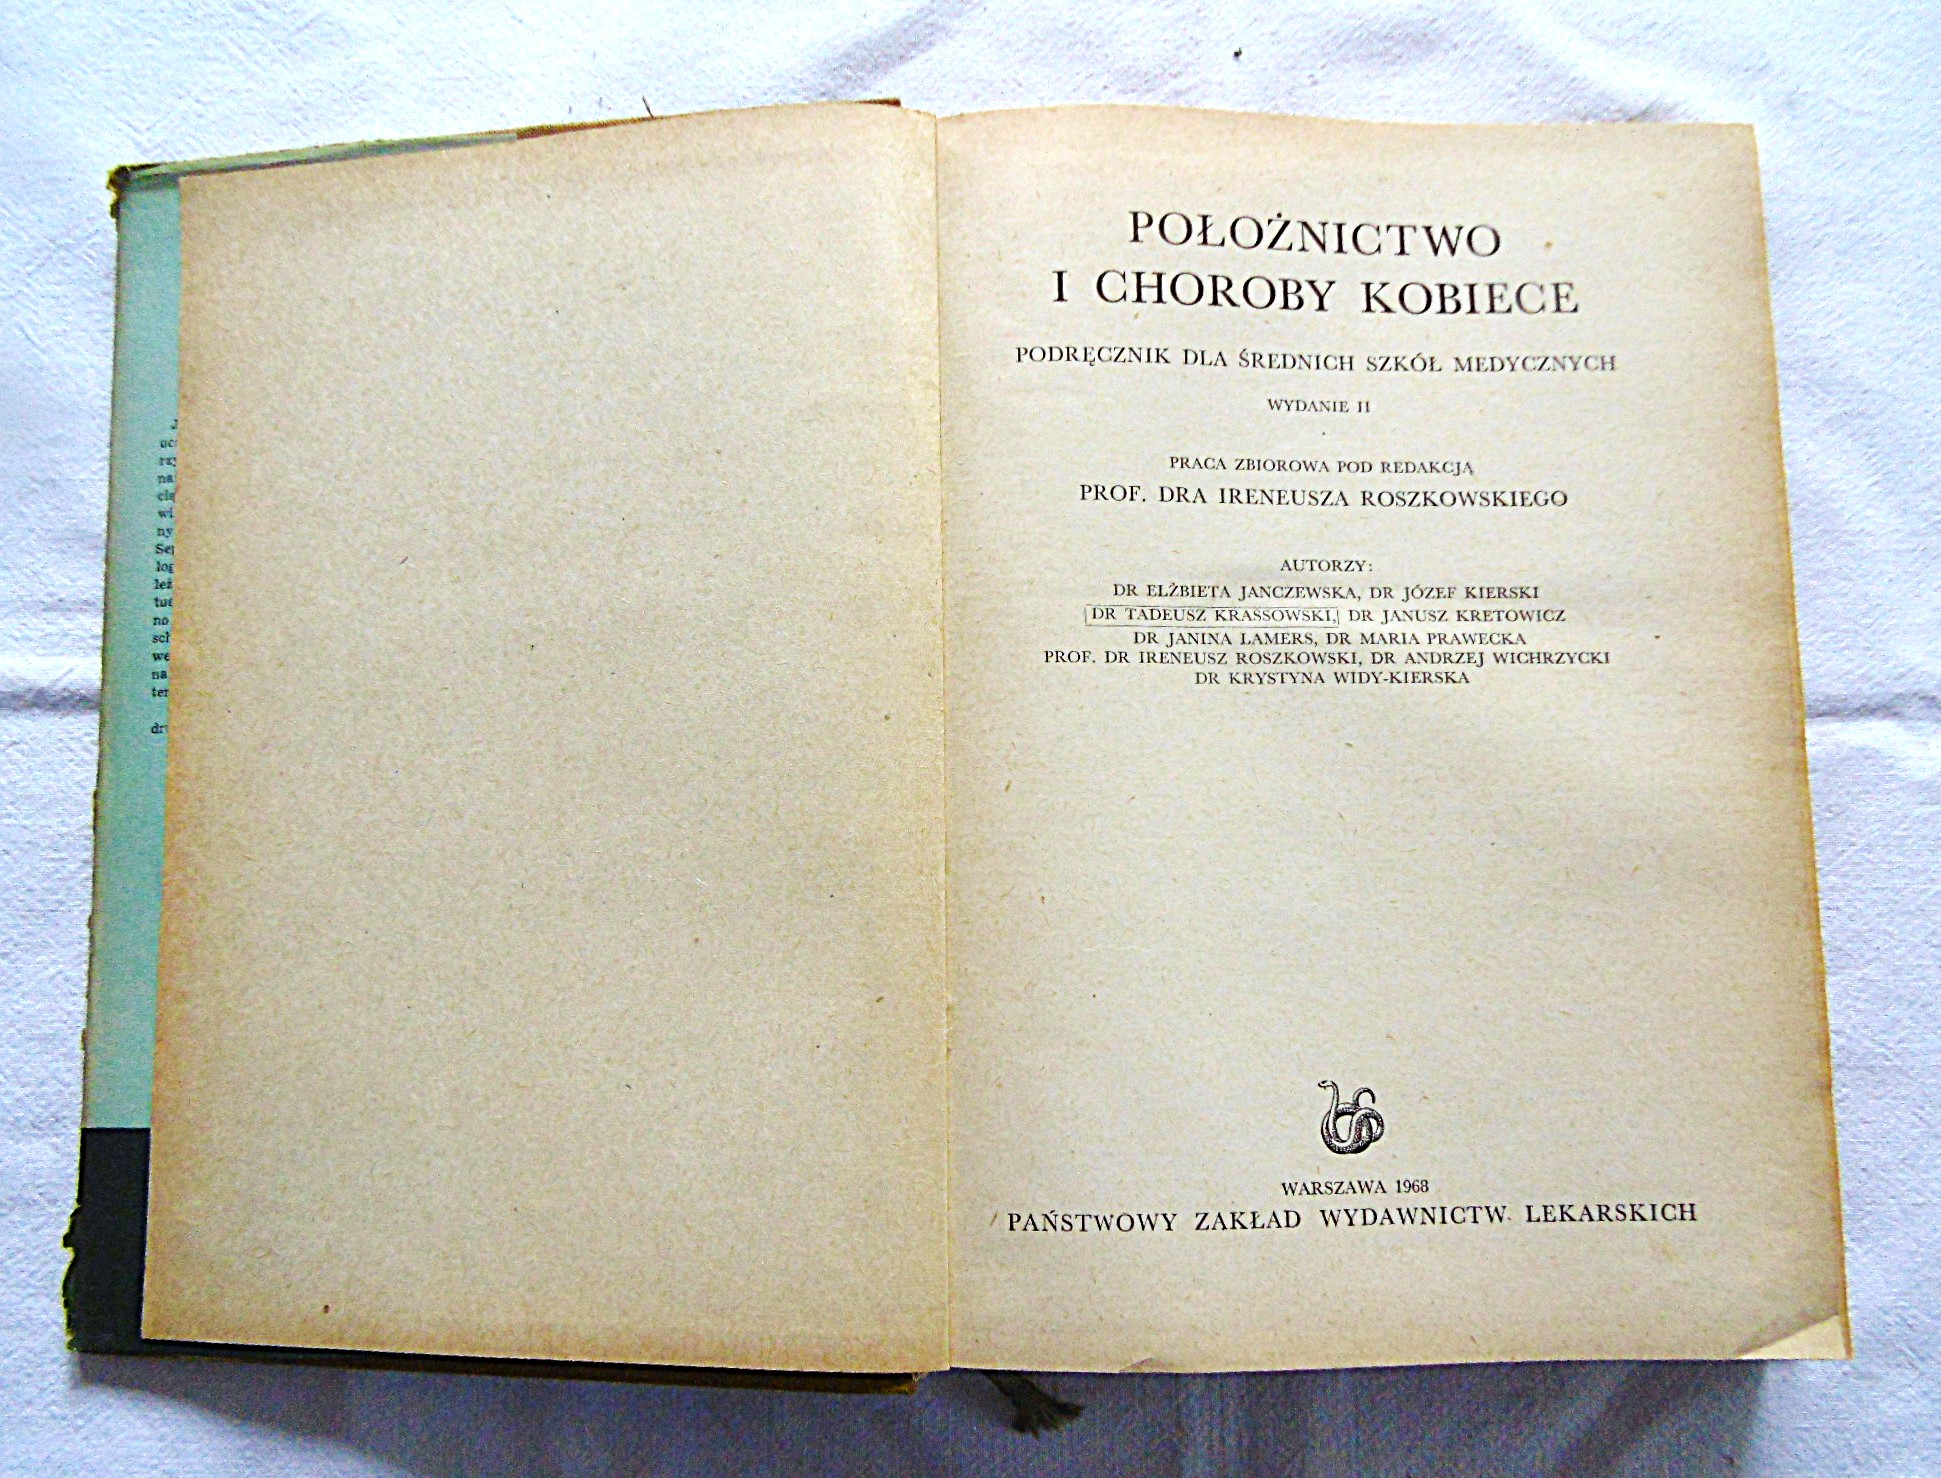 POŁOŻNICTWO
I CHOROBY KOBIECE
PODRĘCZNIK DLA ŚREDNICH SZKÓŁ MEDYCZNYCH
WYDANIE II
PRACA ZBIOROWA POD REDAKCJĄ
PROF. DRA IRENEUSZA ROSZKOWSKIEGO
AUTORZY:
DR ELŻBIETA JANCZEWSKA, DR JÓZEF KIERSKI
DR TADEUSZ KRASSOWSKI, DR JANUSZ KRETOWICZ
DR JANINA LAMERS, DR MARIA PRAWECKA
PROF. DR IRENEUSZ ROSZKOWSKI, DR ANDRZEJ WICHRZYCKI
DR KRYSTYNA WIDY-KIERSKA
WARSZAWA 1968
PAŃSTWOWY ZAKŁAD WYDAWNICTW LEKARSKICH